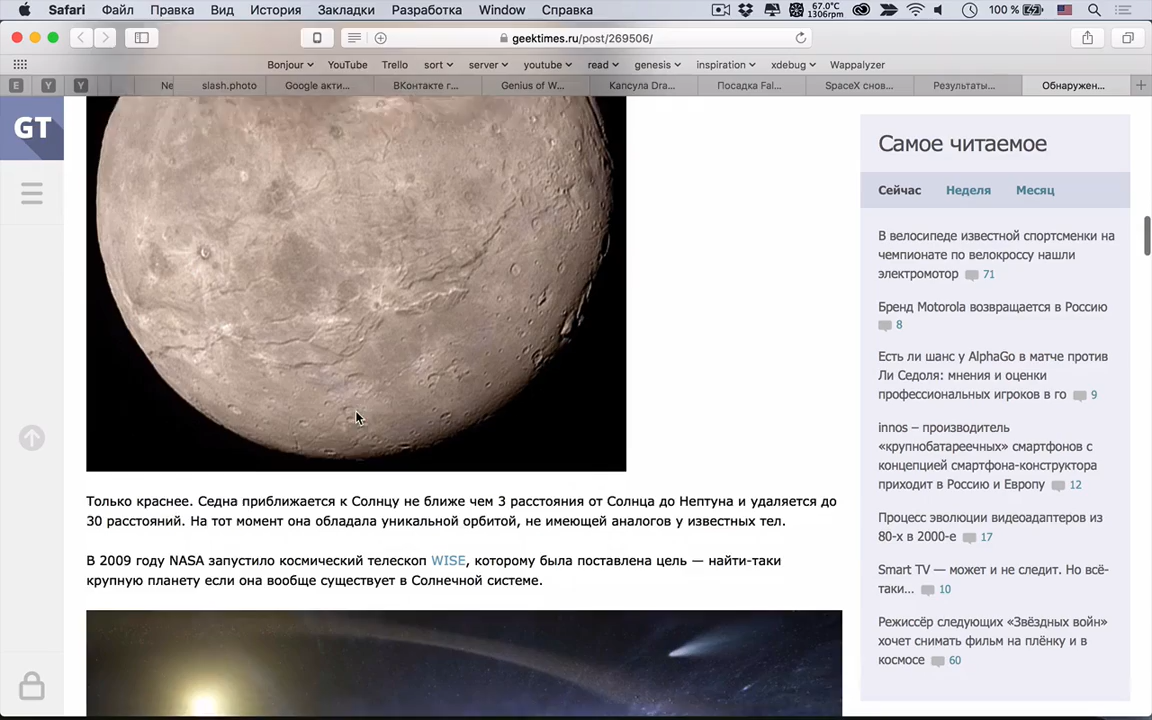 Safari Файл Правка Вид История Закладки Разработка Window Справка 67.0°C 1306rpm 100 %
geektimes.ru/post/269506/
Bonjour YouTube Trello sort server youtube read genesis inspiration xdebug Wappalyzer
E Y Y Ne slash.photo Google акти... ВКонтакте г... Genius of W... Капсула Dra... Посадка Fal... SpaceX снов... Результаты... Обнаружен...
GT
Только краснее. Седна приближается к Солнцу не ближе чем 3 расстояния от Солнца до Нептуна и удаляется до
30 расстояний. На тот момент она обладала уникальной орбитой, не имеющей аналогов у известных тел.
В 2009 году NASA запустило космический телескоп WISE, которому была поставлена цель — найти-таки
крупную планету если она вообще существует в Солнечной системе.
Самое читаемое
Сейчас Неделя Месяц
В велосипеде известной спортсменки на
чемпионате по велокроссу нашли
электромотор 71
Бренд Motorola возвращается в Россию
8
Есть ли шанс у AlphaGo в матче против
Ли Седоля: мнения и оценки
профессиональных игроков в го 9
innos – производитель
«крупнобатареечных» смартфонов с
концепцией смартфона-конструктора
приходит в Россию и Европу 12
Процесс эволюции видеоадаптеров из
80-х в 2000-е 17
Smart TV — может и не следит. Но всё-
таки... 10
Режиссёр следующих «Звёздных войн»
хочет снимать фильм на плёнку и в
космосе 60